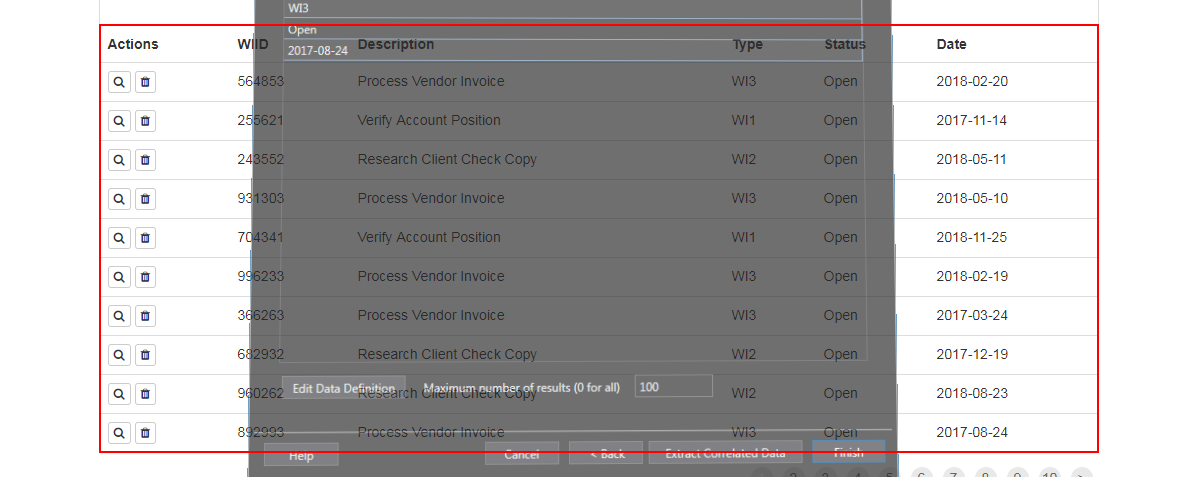 WI3
Open
2017-08-24
Actions WIID Description Type Status Date
564853 Process Vendor Invoice WI3 Open 2018-02-20
255621 Verify Account Position WI1 Open 2017-11-14
243552 Research Client Check Copy WI2 Open 2018-05-11
931303 Process Vendor Invoice WI3 Open 2018-05-10
704341 Verify Account Position WI1 Open 2018-11-25
996233 Process Vendor Invoice WI3 Open 2018-02-19
366263 Process Vendor Invoice WI3 Open 2017-03-24
682932 Research Client Check Copy WI2 Open 2017-12-19
Edit Data Definition Maximum number of results (0 for all) 100
960262 Research Client Check Copy WI2 Open 2018-08-23
892993 Process Vendor Invoice WI3 Open 2017-08-24
Help Cancel < Back Extract Correlated Data Finish
1 2 3 4 5 6 7 8 9 10 >